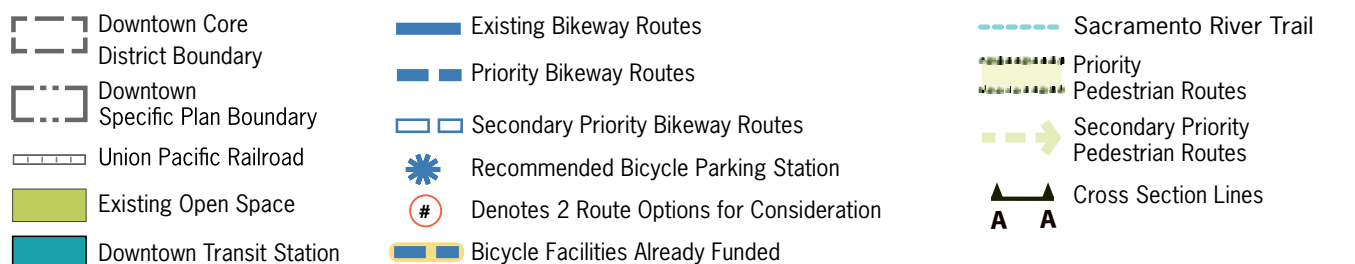 Downtown Core
District Boundary
Downtown
Specific Plan Boundary
Union Pacific Railroad
Existing Open Space
Downtown Transit Station
Existing Bikeway Routes
Priority Bikeway Routes
Secondary Priority Bikeway Routes
Recommended Bicycle Parking Station
# Denotes 2 Route Options for Consideration
Bicycle Facilities Already Funded
Sacramento River Trail
Priority
Pedestrian Routes
Secondary Priority
Pedestrian Routes
Cross Section Lines
A A